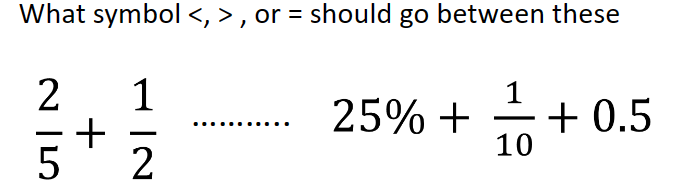 What symbol <, > , or = should go between these
2/5 + 1/2 ........... 25% + 1/10 + 0.5